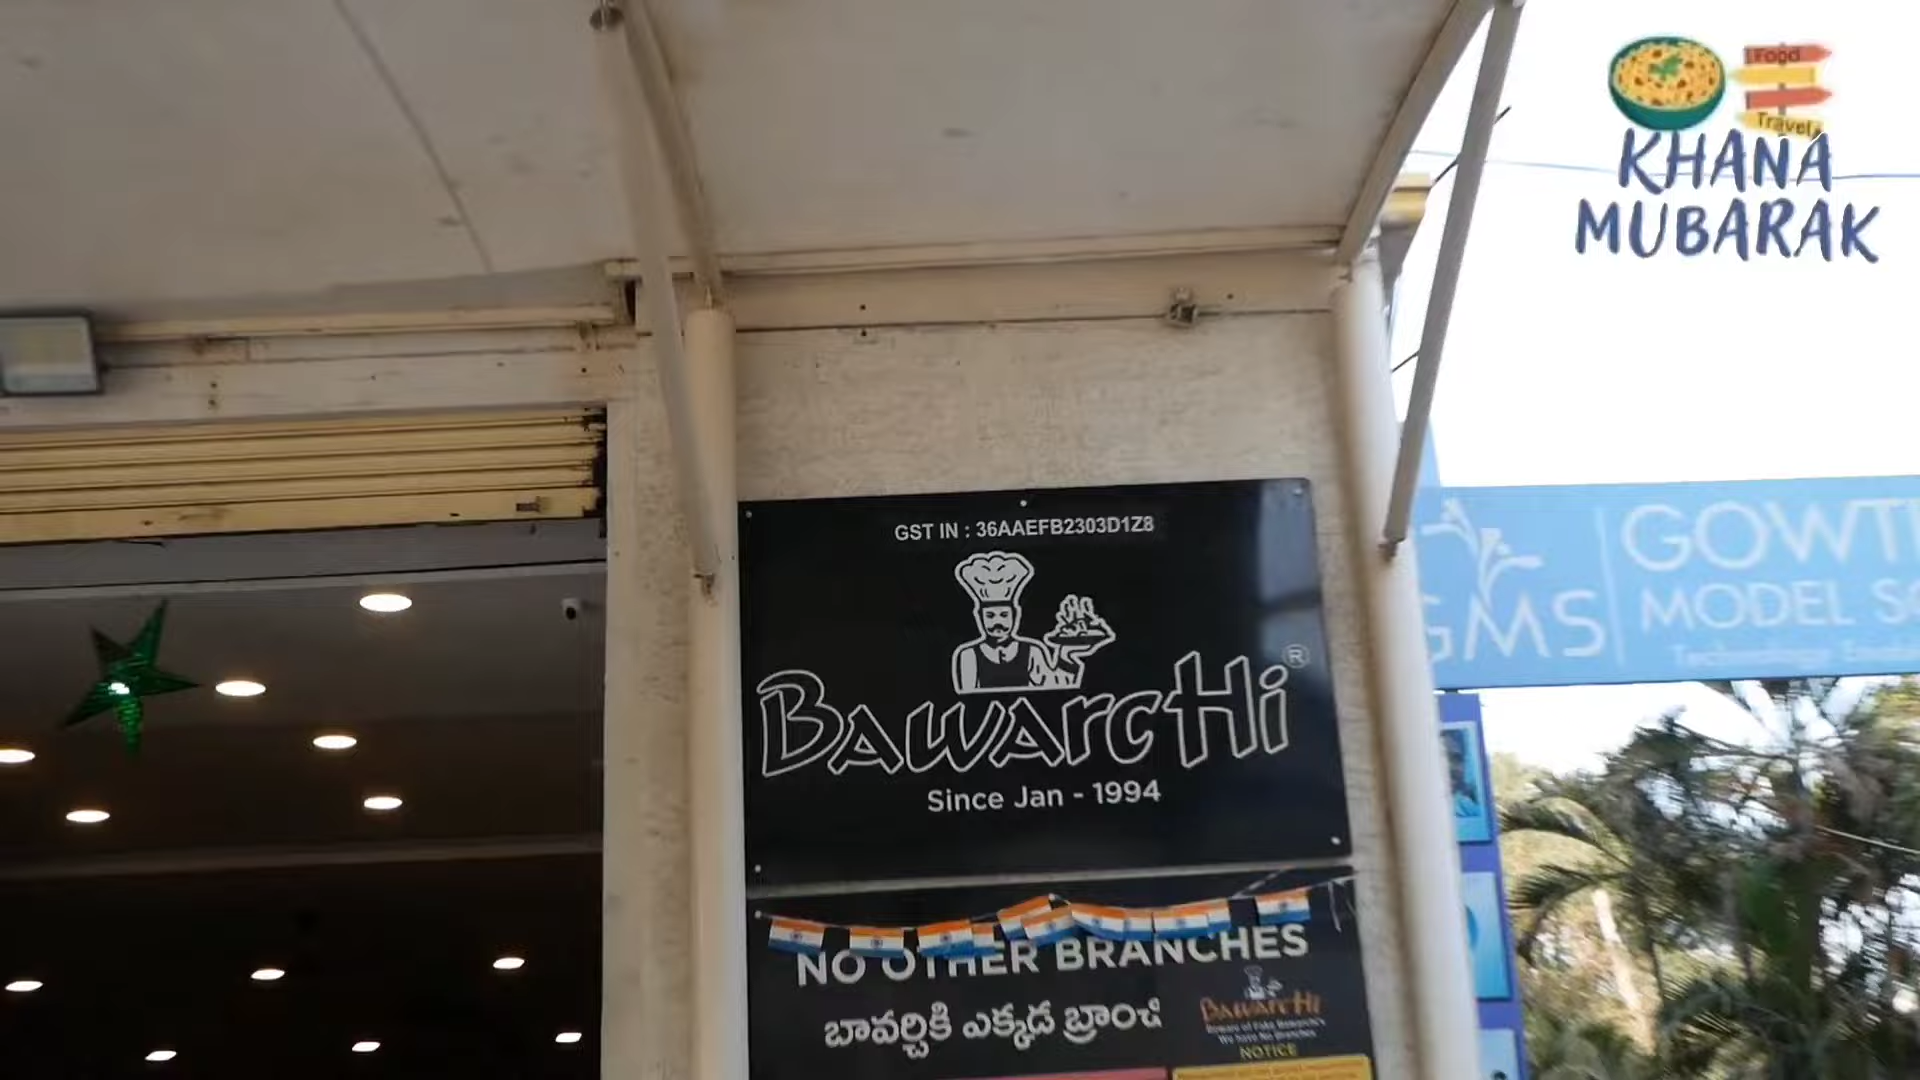 Food
Travel
KHANA
MUBARAK
GST IN : 36AAEFB2303D1Z8
BAWArcHi®
Since Jan - 1994
GMS
GOWT
MODEL
NO OTHER BRANCHES
బావర్చికి ఎక్కడ బ్రాంచి
BAWArcHi
Beware of Fake Bawarchi's
We have No Branches
NOTICE